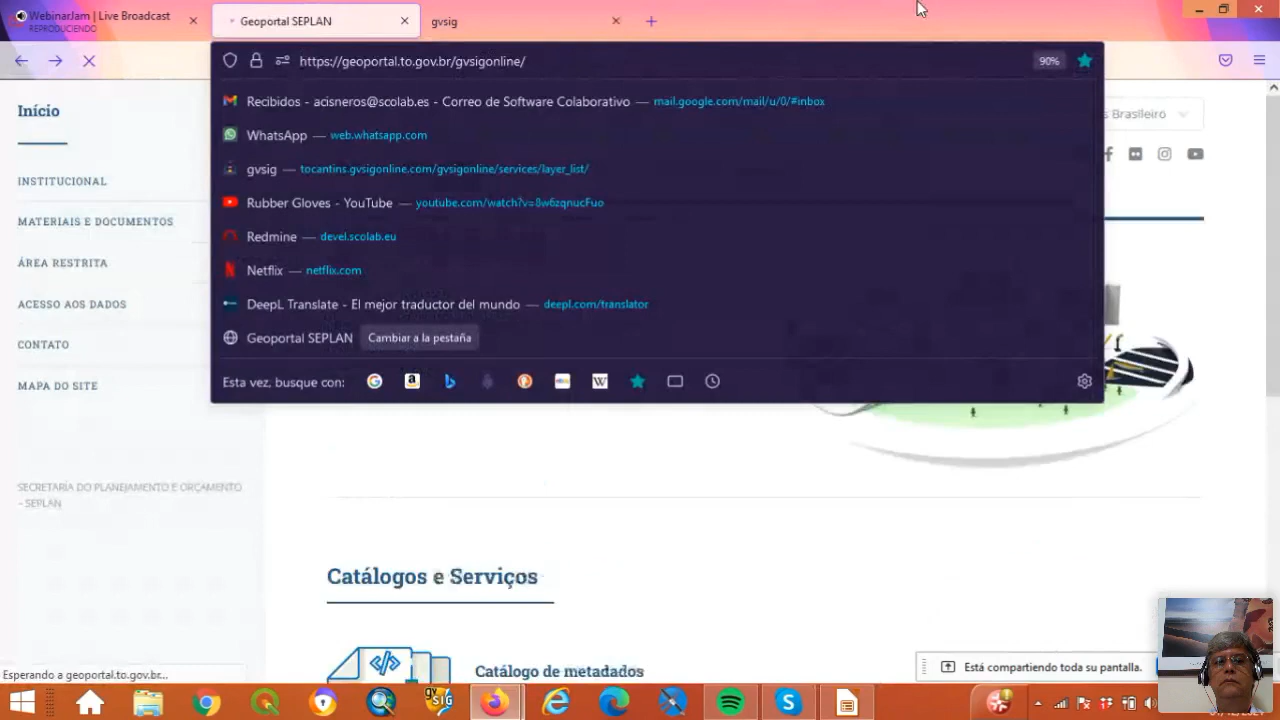 WebinarJam | Live Broadcast
REPRODUCIENDO
Geoportal SEPLAN
gvsig
https://geoportal.to.gov.br/gvsigonline/
90%
Recibidos - acisneros@scolab.es - Correo de Software Colaborativo — mail.google.com/mail/u/0/#inbox
WhatsApp — web.whatsapp.com
gvsig — tocantins.gvsigonline.com/gvsigonline/services/layer_list/
Rubber Gloves - YouTube — youtube.com/watch?v=8w6zqnucFuo
Redmine — devel.scolab.eu
Netflix — netflix.com
DeepL Translate - El mejor traductor del mundo — deepl.com/translator
Geoportal SEPLAN Cambiar a la pestaña
Esta vez, busque con:
Início
INSTITUCIONAL
MATERIAIS E DOCUMENTOS
ÁREA RESTRITA
ACESSO AOS DADOS
CONTATO
MAPA DO SITE
SECRETARIA DO PLANEJAMENTO E ORÇAMENTO
– SEPLAN
s Brasileiro
Catálogos e Serviços
Catálogo de metadados
Esperando a geoportal.to.gov.br...
Está compartiendo toda su pantalla.
gv
SIG